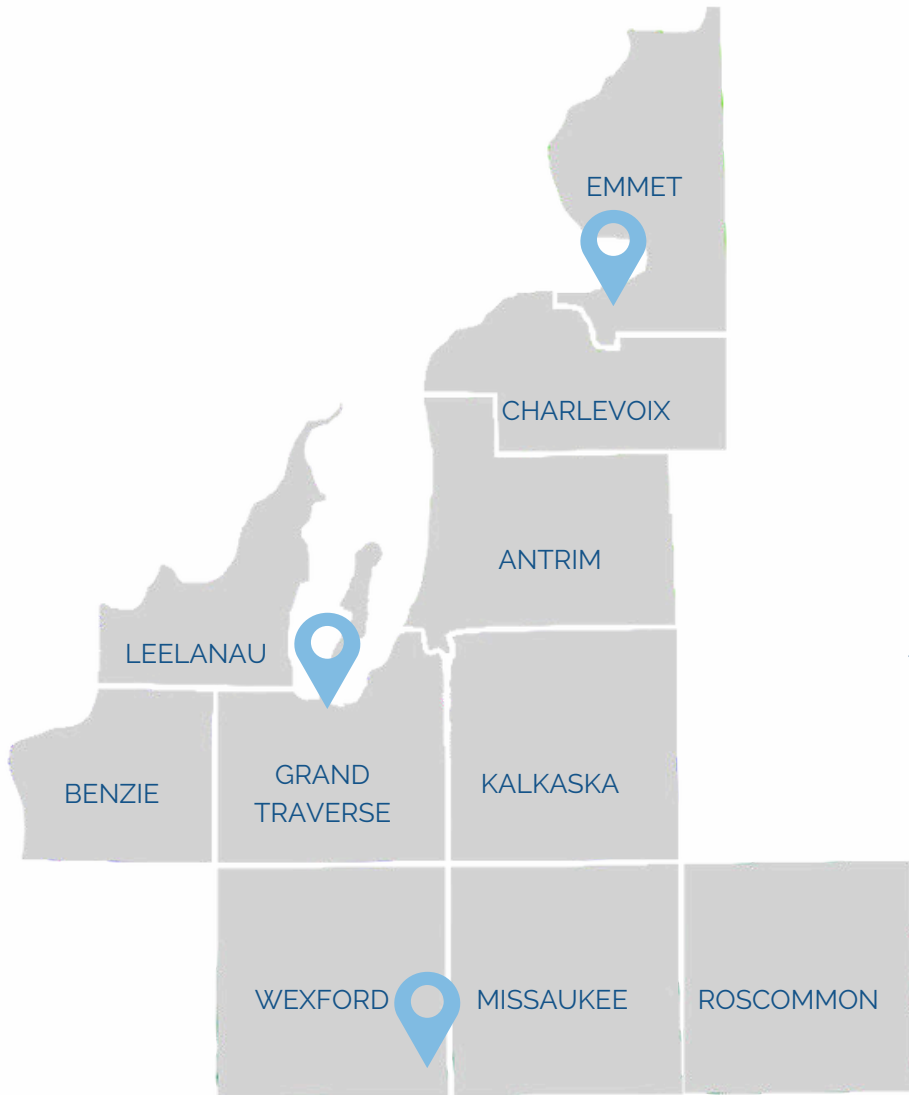 EMMET
CHARLEVOIX
ANTRIM
LEELANAU
BENZIE
GRAND
TRAVERSE
KALKASKA
WEXFORD
MISSAUKEE
ROSCOMMON